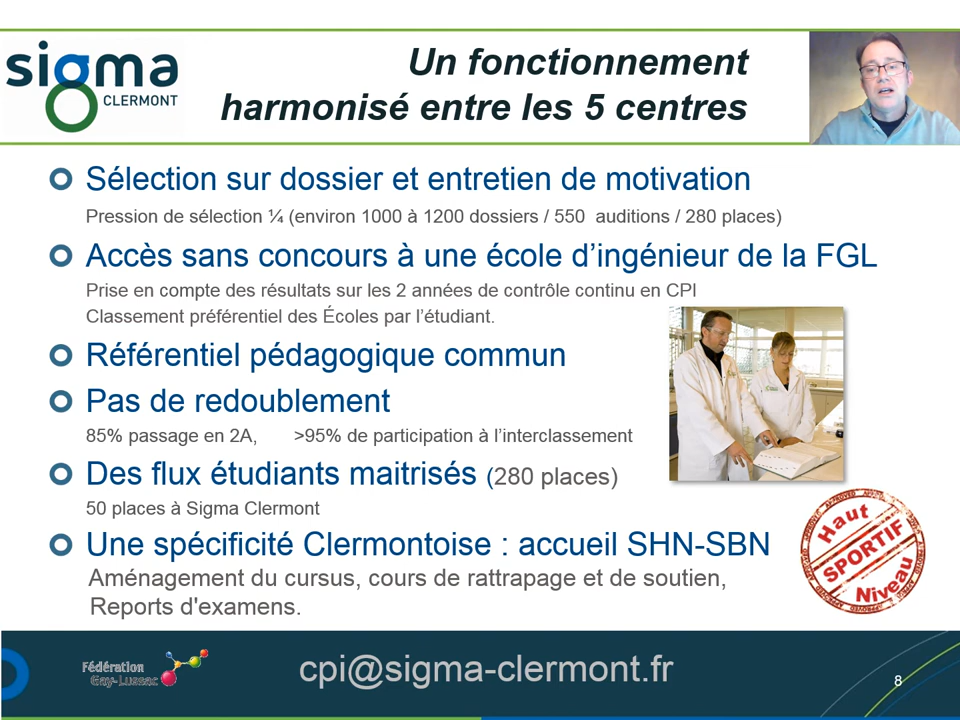 sigma
CLERMONT
Un fonctionnement
harmonisé entre les 5 centres
Sélection sur dossier et entretien de motivation
Pression de sélection ¼ (environ 1000 à 1200 dossiers / 550 auditions / 280 places)
Accès sans concours à une école d’ingénieur de la FGL
Prise en compte des résultats sur les 2 années de contrôle continu en CPI
Classement préférentiel des Écoles par l’étudiant.
Référentiel pédagogique commun
Pas de redoublement
85% passage en 2A, >95% de participation à l’interclassement
Des flux étudiants maitrisés (280 places)
50 places à Sigma Clermont
Une spécificité Clermontoise : accueil SHN-SBN
Aménagement du cursus, cours de rattrapage et de soutien,
Reports d'examens.
Haut
SPORTIF
Niveau
Fédération
Gay-Lussac
cpi@sigma-clermont.fr
8